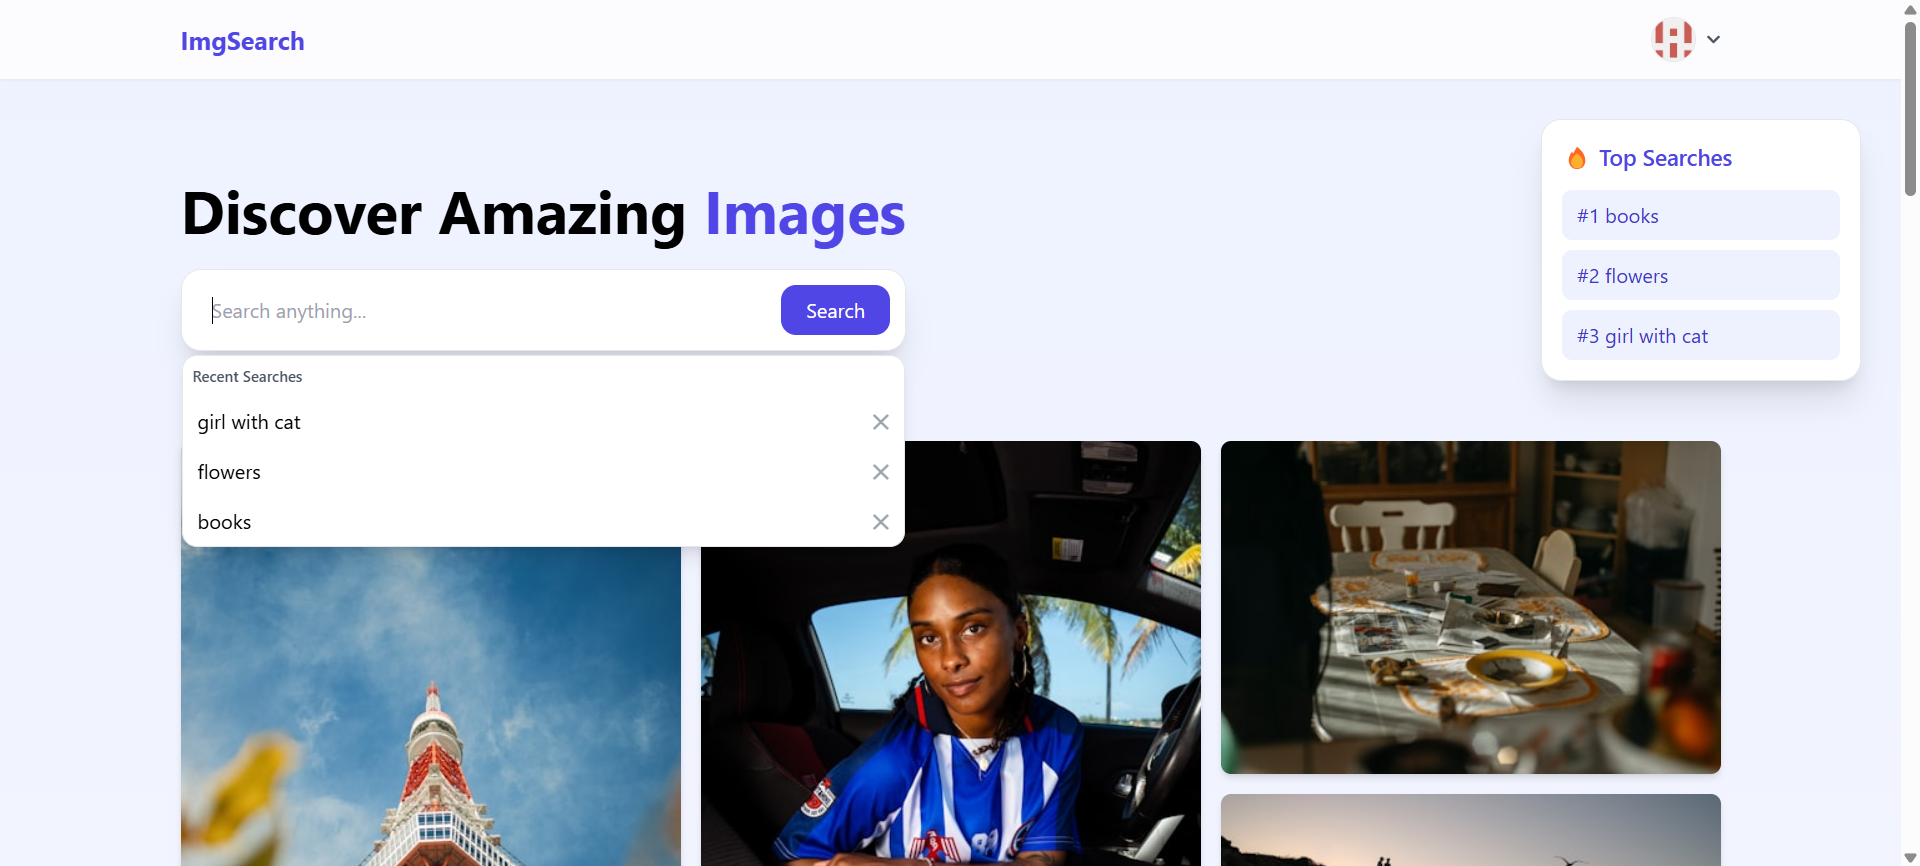 ImgSearch
Discover Amazing Images
Search anything...
Search
Recent Searches
girl with cat
flowers
books
🔥 Top Searches
#1 books
#2 flowers
#3 girl with cat